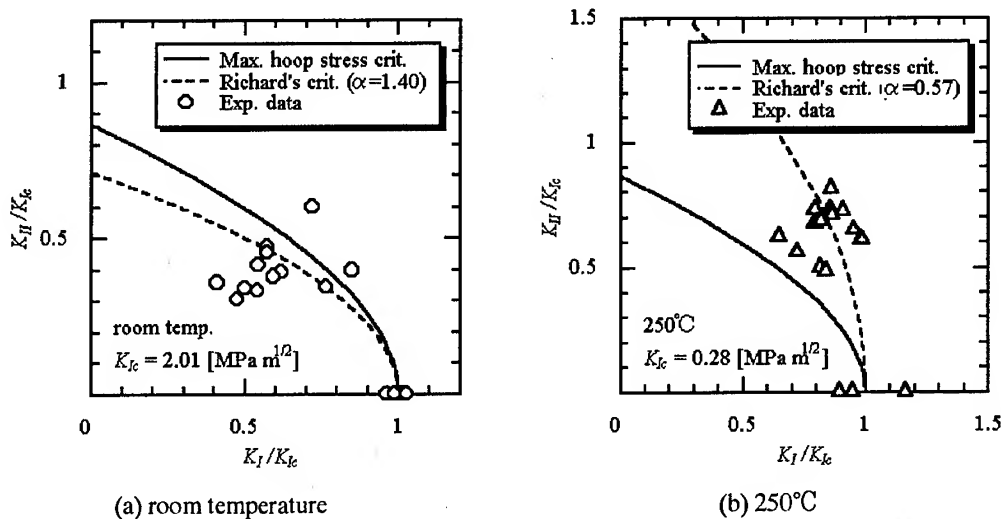 1
0.5
0
0
0.5
1
K_II/K_Ic
K_I/K_Ic
Max. hoop stress crit.
Richard's crit. (α=1.40)
Exp. data
room temp.
K_Ic = 2.01 [MPa m^1/2]
(a) room temperature
1.5
1
0.5
0
0
0.5
1
1.5
K_II/K_Ic
K_I/K_Ic
Max. hoop stress crit.
Richard's crit. (α=0.57)
Exp. data
250℃
K_Ic = 0.28 [MPa m^1/2]
(b) 250℃